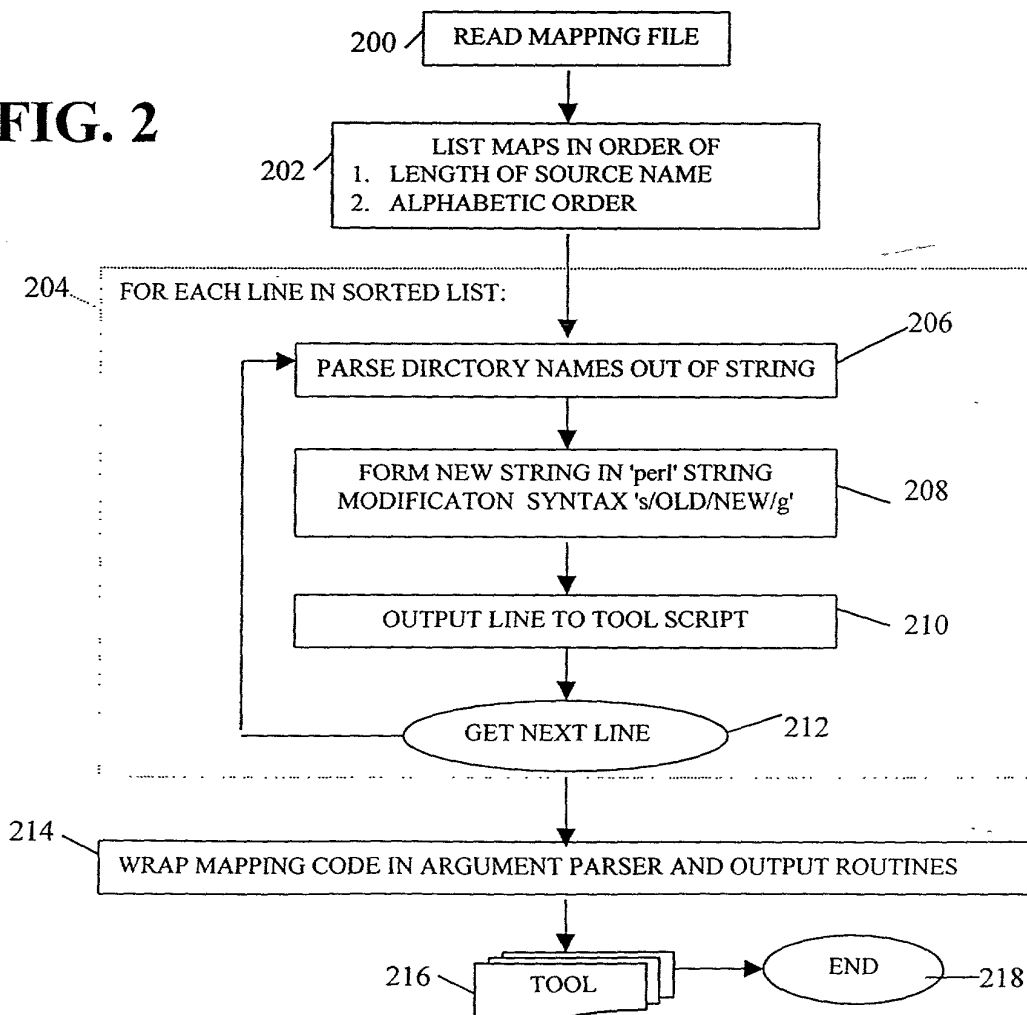 200
READ MAPPING FILE
FIG. 2
202
LIST MAPS IN ORDER OF
1. LENGTH OF SOURCE NAME
2. ALPHABETIC ORDER
204
FOR EACH LINE IN SORTED LIST:
206
PARSE DIRCTORY NAMES OUT OF STRING
FORM NEW STRING IN 'perl' STRING
MODIFICATON SYNTAX 's/OLD/NEW/g'
208
OUTPUT LINE TO TOOL SCRIPT
210
GET NEXT LINE
212
214
WRAP MAPPING CODE IN ARGUMENT PARSER AND OUTPUT ROUTINES
216
TOOL
END
218